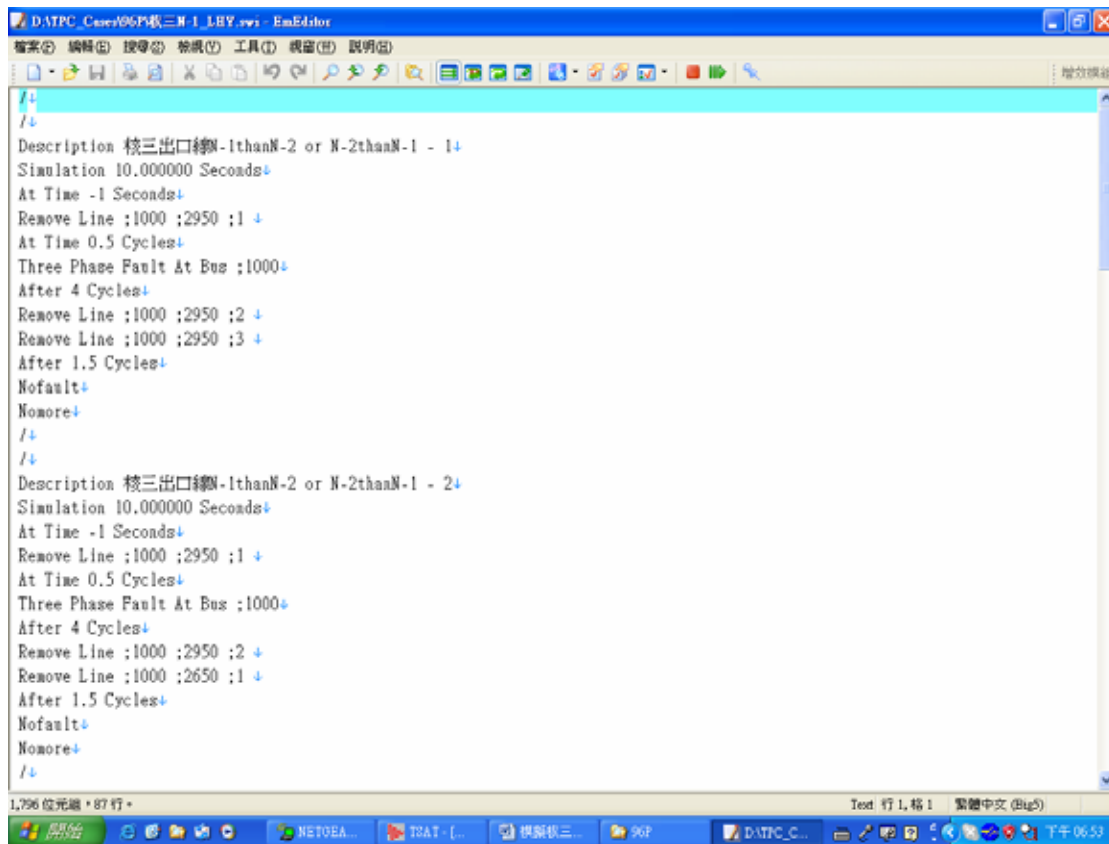 D:\TPC_Cases\96P\核三N-1_LHY.swi - EmEditor
檔案(F) 編輯(E) 搜尋(S) 檢視(V) 工具(T) 視窗(W) 説明(H)
/↓
/↓
Description 核三出口線N-1thanN-2 or N-2thanN-1 - 1↓
Simulation 10.000000 Seconds↓
At Time -1 Seconds↓
Remove Line ;1000 ;2950 ;1 ↓
At Time 0.5 Cycles↓
Three Phase Fault At Bus ;1000↓
After 4 Cycles↓
Remove Line ;1000 ;2950 ;2 ↓
Remove Line ;1000 ;2950 ;3 ↓
After 1.5 Cycles↓
Nofault↓
Nomore↓
/↓
/↓
Description 核三出口線N-1thanN-2 or N-2thanN-1 - 2↓
Simulation 10.000000 Seconds↓
At Time -1 Seconds↓
Remove Line ;1000 ;2950 ;1 ↓
At Time 0.5 Cycles↓
Three Phase Fault At Bus ;1000↓
After 4 Cycles↓
Remove Line ;1000 ;2950 ;2 ↓
Remove Line ;1000 ;2650 ;1 ↓
After 1.5 Cycles↓
Nofault↓
Nomore↓
/↓
1,796 位元組，87 行。 Text 行 1, 格 1 繁體中文 (Big5)
開始 NETGEA... TSAT - [... 模擬核三... 96P D:\TPC_C... 下午 06:53